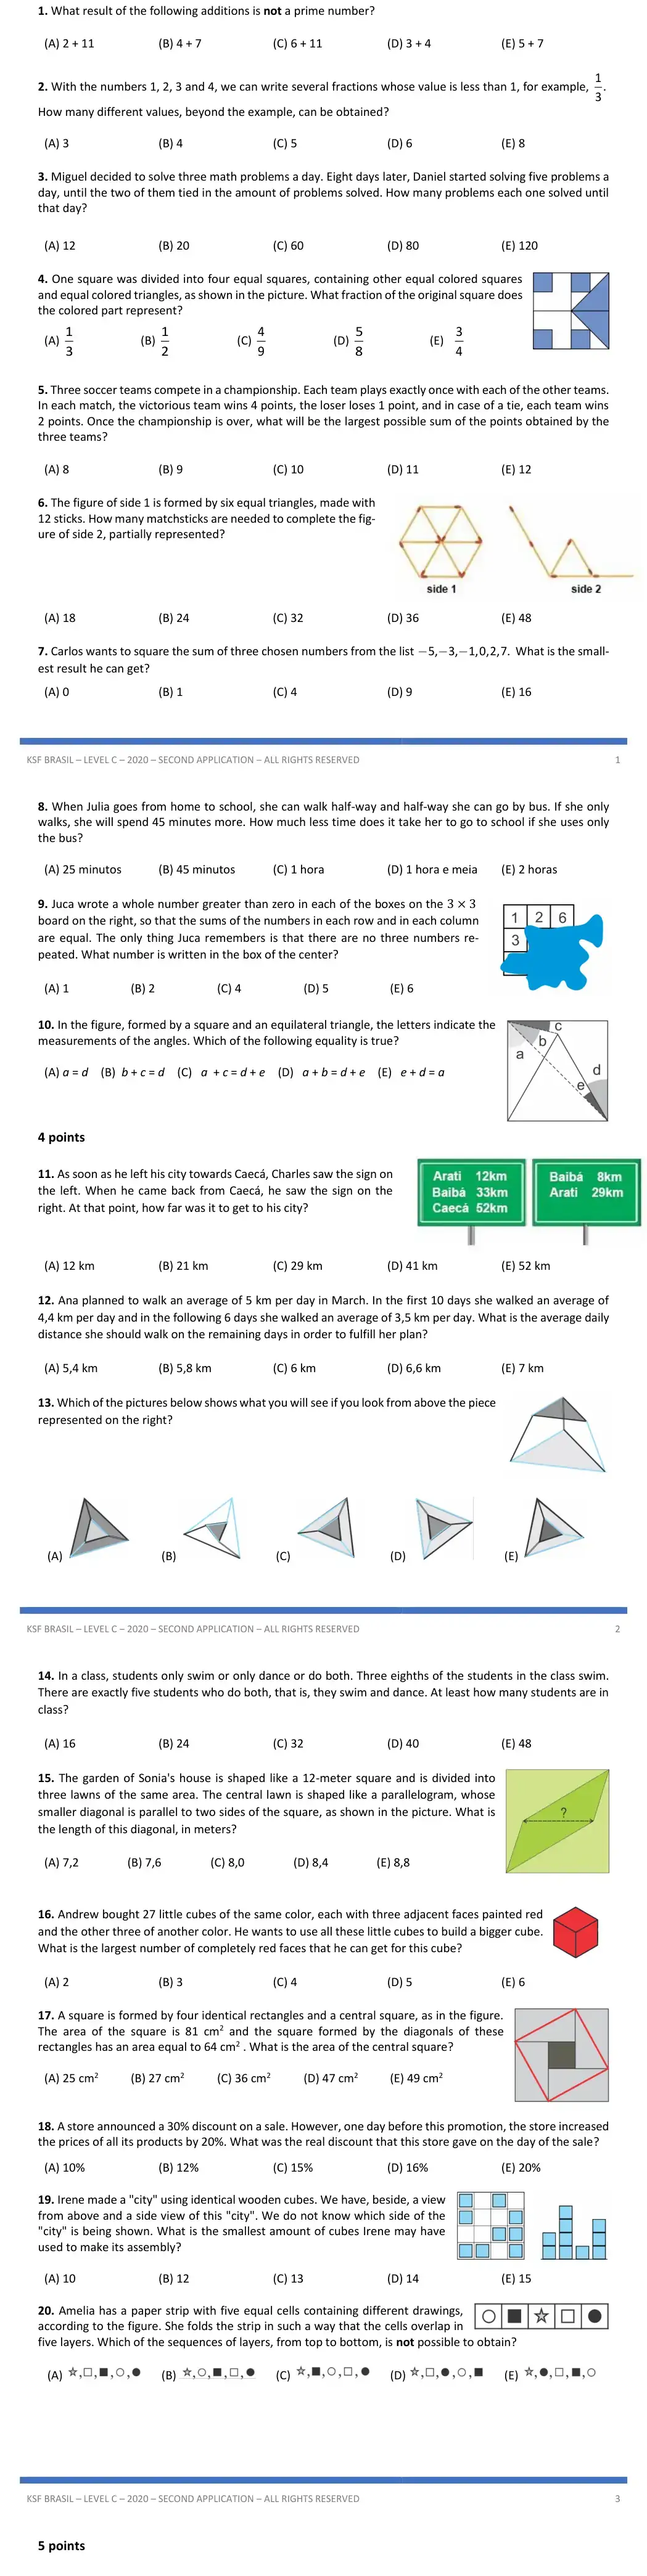 1. What result of the following additions is not a prime number?
(A) 2 + 11 (B) 4 + 7 (C) 6 + 11 (D) 3 + 4 (E) 5 + 7
2. With the numbers 1, 2, 3 and 4, we can write several fractions whose value is less than 1, for example, 1/3.
How many different values, beyond the example, can be obtained?
(A) 3 (B) 4 (C) 5 (D) 6 (E) 8
3. Miguel decided to solve three math problems a day. Eight days later, Daniel started solving five problems a
day, until the two of them tied in the amount of problems solved. How many problems each one solved until
that day?
(A) 12 (B) 20 (C) 60 (D) 80 (E) 120
4. One square was divided into four equal squares, containing other equal colored squares
and equal colored triangles, as shown in the picture. What fraction of the original square does
the colored part represent?
(A) 1/3 (B) 1/2 (C) 4/9 (D) 5/8 (E) 3/4
5. Three soccer teams compete in a championship. Each team plays exactly once with each of the other teams.
In each match, the victorious team wins 4 points, the loser loses 1 point, and in case of a tie, each team wins
2 points. Once the championship is over, what will be the largest possible sum of the points obtained by the
three teams?
(A) 8 (B) 9 (C) 10 (D) 11 (E) 12
6. The figure of side 1 is formed by six equal triangles, made with
12 sticks. How many matchsticks are needed to complete the fig-
ure of side 2, partially represented?
side 1 side 2
(A) 18 (B) 24 (C) 32 (D) 36 (E) 48
7. Carlos wants to square the sum of three chosen numbers from the list −5,−3,−1,0,2,7. What is the small-
est result he can get?
(A) 0 (B) 1 (C) 4 (D) 9 (E) 16
KSF BRASIL – LEVEL C – 2020 – SECOND APPLICATION – ALL RIGHTS RESERVED 1
8. When Julia goes from home to school, she can walk half-way and half-way she can go by bus. If she only
walks, she will spend 45 minutes more. How much less time does it take her to go to school if she uses only
the bus?
(A) 25 minutos (B) 45 minutos (C) 1 hora (D) 1 hora e meia (E) 2 horas
9. Juca wrote a whole number greater than zero in each of the boxes on the 3 × 3
board on the right, so that the sums of the numbers in each row and in each column
are equal. The only thing Juca remembers is that there are no three numbers re-
peated. What number is written in the box of the center?
1 2 6
3
(A) 1 (B) 2 (C) 4 (D) 5 (E) 6
10. In the figure, formed by a square and an equilateral triangle, the letters indicate the
measurements of the angles. Which of the following equality is true?
(A) a = d (B) b + c = d (C) a + c = d + e (D) a + b = d + e (E) e + d = a
c
b
a
d
e
4 points
11. As soon as he left his city towards Caecá, Charles saw the sign on
the left. When he came back from Caecá, he saw the sign on the
right. At that point, how far was it to get to his city?
Arati 12km
Baibá 33km
Caecá 52km
Baibá 8km
Arati 29km
(A) 12 km (B) 21 km (C) 29 km (D) 41 km (E) 52 km
12. Ana planned to walk an average of 5 km per day in March. In the first 10 days she walked an average of
4,4 km per day and in the following 6 days she walked an average of 3,5 km per day. What is the average daily
distance she should walk on the remaining days in order to fulfill her plan?
(A) 5,4 km (B) 5,8 km (C) 6 km (D) 6,6 km (E) 7 km
13. Which of the pictures below shows what you will see if you look from above the piece
represented on the right?
(A) (B) (C) (D) (E)
KSF BRASIL – LEVEL C – 2020 – SECOND APPLICATION – ALL RIGHTS RESERVED 2
14. In a class, students only swim or only dance or do both. Three eighths of the students in the class swim.
There are exactly five students who do both, that is, they swim and dance. At least how many students are in
class?
(A) 16 (B) 24 (C) 32 (D) 40 (E) 48
15. The garden of Sonia's house is shaped like a 12-meter square and is divided into
three lawns of the same area. The central lawn is shaped like a parallelogram, whose
smaller diagonal is parallel to two sides of the square, as shown in the picture. What is
the length of this diagonal, in meters?
?
(A) 7,2 (B) 7,6 (C) 8,0 (D) 8,4 (E) 8,8
16. Andrew bought 27 little cubes of the same color, each with three adjacent faces painted red
and the other three of another color. He wants to use all these little cubes to build a bigger cube.
What is the largest number of completely red faces that he can get for this cube?
(A) 2 (B) 3 (C) 4 (D) 5 (E) 6
17. A square is formed by four identical rectangles and a central square, as in the figure.
The area of the square is 81 cm² and the square formed by the diagonals of these
rectangles has an area equal to 64 cm² . What is the area of the central square?
(A) 25 cm² (B) 27 cm² (C) 36 cm² (D) 47 cm² (E) 49 cm²
18. A store announced a 30% discount on a sale. However, one day before this promotion, the store increased
the prices of all its products by 20%. What was the real discount that this store gave on the day of the sale?
(A) 10% (B) 12% (C) 15% (D) 16% (E) 20%
19. Irene made a "city" using identical wooden cubes. We have, beside, a view
from above and a side view of this "city". We do not know which side of the
"city" is being shown. What is the smallest amount of cubes Irene may have
used to make its assembly?
(A) 10 (B) 12 (C) 13 (D) 14 (E) 15
20. Amelia has a paper strip with five equal cells containing different drawings,
according to the figure. She folds the strip in such a way that the cells overlap in
five layers. Which of the sequences of layers, from top to bottom, is not possible to obtain?
(A) ☆,□,■,○,● (B) ☆,○,■,□,● (C) ☆,■,○,□,● (D) ☆,□,●,○,■ (E) ☆,●,□,■,○
KSF BRASIL – LEVEL C – 2020 – SECOND APPLICATION – ALL RIGHTS RESERVED 3
5 points